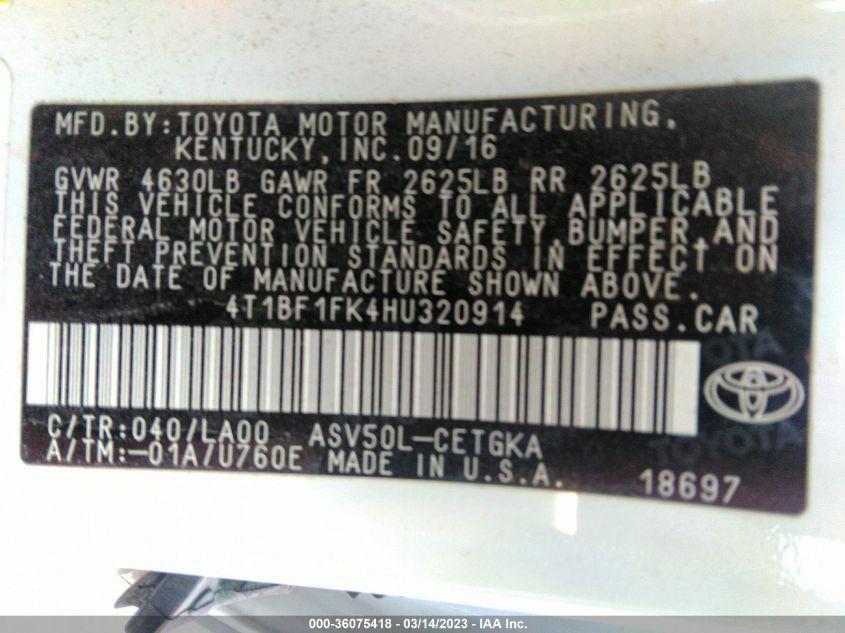 MFD.BY:TOYOTA MOTOR MANUFACTURING,
KENTUCKY,INC.09/16
GVWR 4630LB GAWR FR 2625LB RR 2625LB
THIS VEHICLE CONFORMS TO ALL APPLICABLE
FEDERAL MOTOR VEHICLE SAFETY,BUMPER,AND
THEFT PREVENTION STANDARDS IN EFFECT ON
THE DATE OF MANUFACTURE SHOWN ABOVE.
4T1BF1FK4HU320914 PASS.CAR
C/TR:040/LA00 ASV50L-CETGKA
A/TM:-01A/U760E MADE IN U.S.A.
TOYOTA
18697
000-36075418 - 03/14/2023 - IAA Inc.